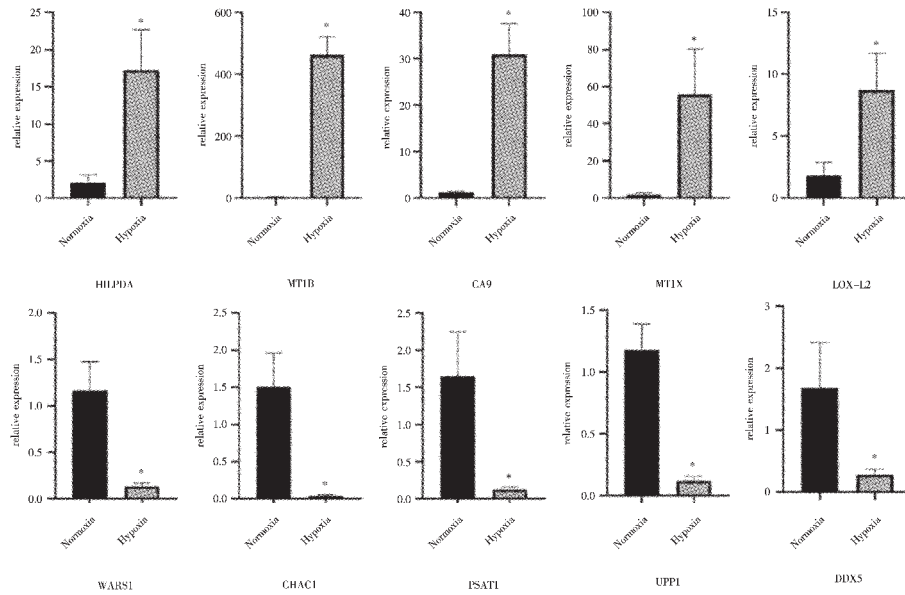 25
20
15
10
5
0
relative expression
*
Normoxia
Hypoxia
HILPDA
600
400
200
0
relative expression
*
Normoxia
Hypoxia
MT1B
40
30
20
10
0
relative expression
*
Normoxia
Hypoxia
CA9
100
80
60
40
20
0
relative expression
*
Normoxia
Hypoxia
MT1X
15
10
5
0
relative expression
*
Normoxia
Hypoxia
LOX-L2
2.0
1.5
1.0
0.5
0.0
relative expression
*
Normoxia
Hypoxia
WARS1
2.5
2.0
1.5
1.0
0.5
0.0
relative expression
*
Normoxia
Hypoxia
CHAC1
2.5
2.0
1.5
1.0
0.5
0.0
relative expression
*
Normoxia
Hypoxia
PSAT1
1.5
1.0
0.5
0.0
relative expression
*
Normoxia
Hypoxia
UPP1
3
2
1
0
relative expression
*
Normoxia
Hypoxia
DDX5